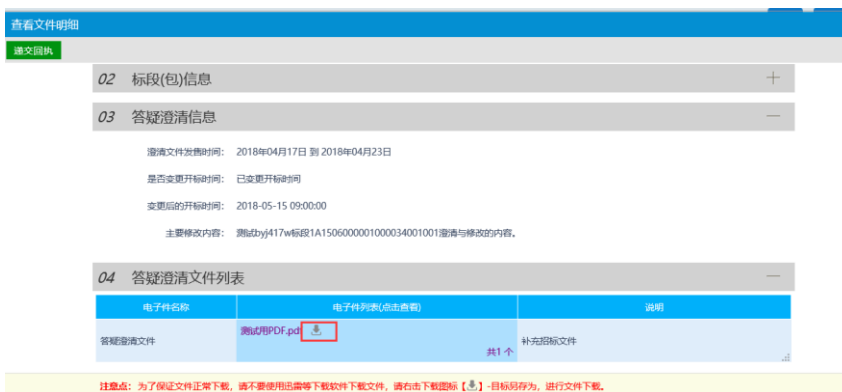 查看文件明细
递交回执
02 标段(包)信息
03 答疑澄清信息
澄清文件发售时间: 2018年04月17日 到 2018年04月23日
是否变更开标时间: 已变更开标时间
变更后的开标时间: 2018-05-15 09:00:00
主要修改内容: 测试byj417w标段1A1506000001000034001001澄清与修改的内容。
04 答疑澄清文件列表
电子件名称 电子件列表(点击查看) 说明
答疑澄清文件 测试用PDF.pdf 共1个 补充招标文件
注意点:为了保证文件正常下载,请不要使用迅雷等下载软件下载文件,请右击下载图标【】-目标另存为,进行文件下载。